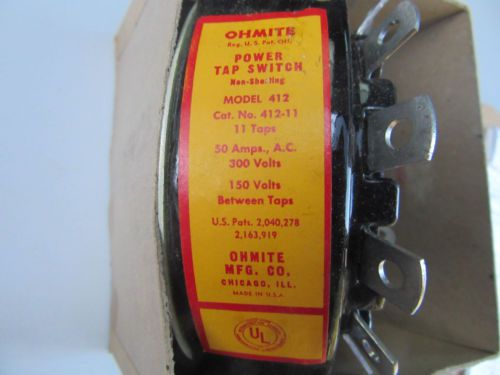 OHMITE
Reg. U.S. Pat. Off.
POWER
TAP SWITCH
Non-Shorting
MODEL 412
Cat. No. 412-11
11 Taps
50 Amps., A.C.
300 Volts
150 Volts
Between Taps
U.S. Pats. 2,040,278
2,163,919
OHMITE
MFG. CO.
CHICAGO, ILL.
MADE IN U.S.A.
UL